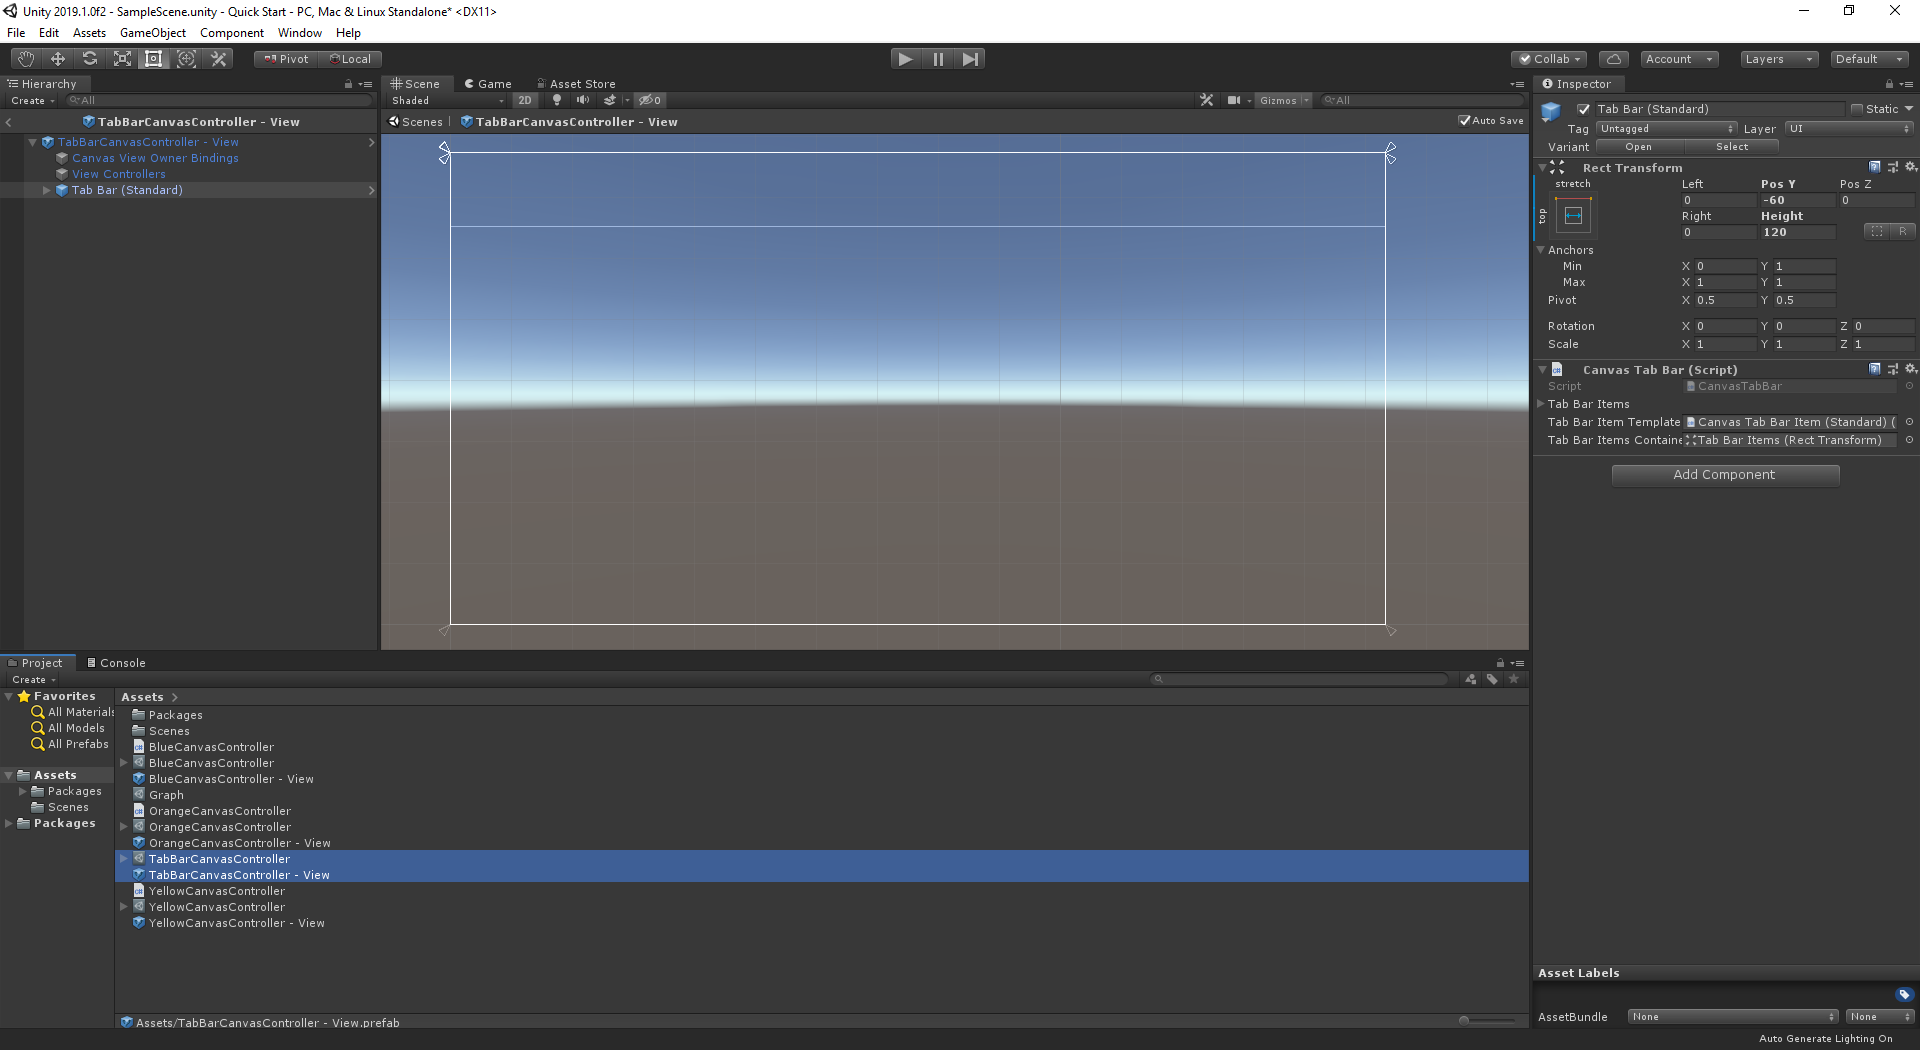 Unity 2019.1.0f2 - SampleScene.unity - Quick Start - PC, Mac & Linux Standalone* <DX11>
File Edit Assets GameObject Component Window Help
Pivot Local Collab Account Layers Default
Hierarchy
Create All
TabBarCanvasController - View
TabBarCanvasController - View
Canvas View Owner Bindings
View Controllers
Tab Bar (Standard)
Scene Game Asset Store
Shaded 2D 0 Gizmos All
Scenes TabBarCanvasController - View Auto Save
Inspector
Tab Bar (Standard) Static
Tag Untagged Layer UI
Variant Open Select
Rect Transform
stretch Left Pos Y Pos Z
top 0 -60 0
Right Height
0 120 R
Anchors
Min X 0 Y 1
Max X 1 Y 1
Pivot X 0.5 Y 0.5
Rotation X 0 Y 0 Z 0
Scale X 1 Y 1 Z 1
Canvas Tab Bar (Script)
Script CanvasTabBar
Tab Bar Items
Tab Bar Item Template Canvas Tab Bar Item (Standard) (
Tab Bar Items Containe Tab Bar Items (Rect Transform)
Add Component
Project Console
Create
Favorites
All Materials
All Models
All Prefabs
Assets
Packages
Scenes
Packages
Assets
Packages
Scenes
BlueCanvasController
BlueCanvasController
BlueCanvasController - View
Graph
OrangeCanvasController
OrangeCanvasController
OrangeCanvasController - View
TabBarCanvasController
TabBarCanvasController - View
YellowCanvasController
YellowCanvasController
YellowCanvasController - View
Assets/TabBarCanvasController - View.prefab
Asset Labels
AssetBundle None None
Auto Generate Lighting On